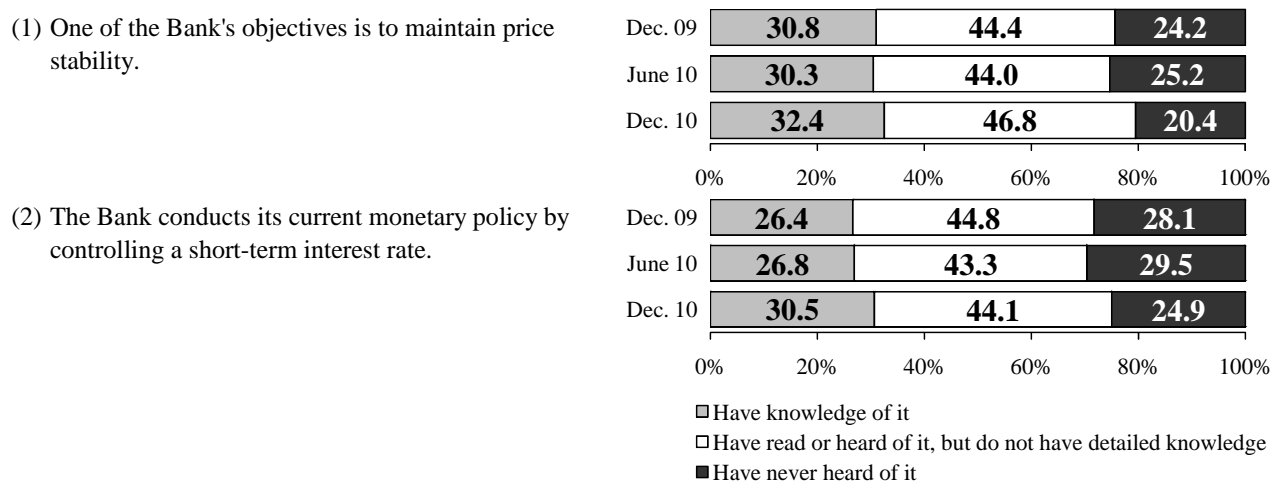 (1) One of the Bank's objectives is to maintain price
stability.
Dec. 09 30.8 44.4 24.2
June 10 30.3 44.0 25.2
Dec. 10 32.4 46.8 20.4
0% 20% 40% 60% 80% 100%
(2) The Bank conducts its current monetary policy by
controlling a short-term interest rate.
Dec. 09 26.4 44.8 28.1
June 10 26.8 43.3 29.5
Dec. 10 30.5 44.1 24.9
0% 20% 40% 60% 80% 100%
Have knowledge of it
Have read or heard of it, but do not have detailed knowledge
Have never heard of it